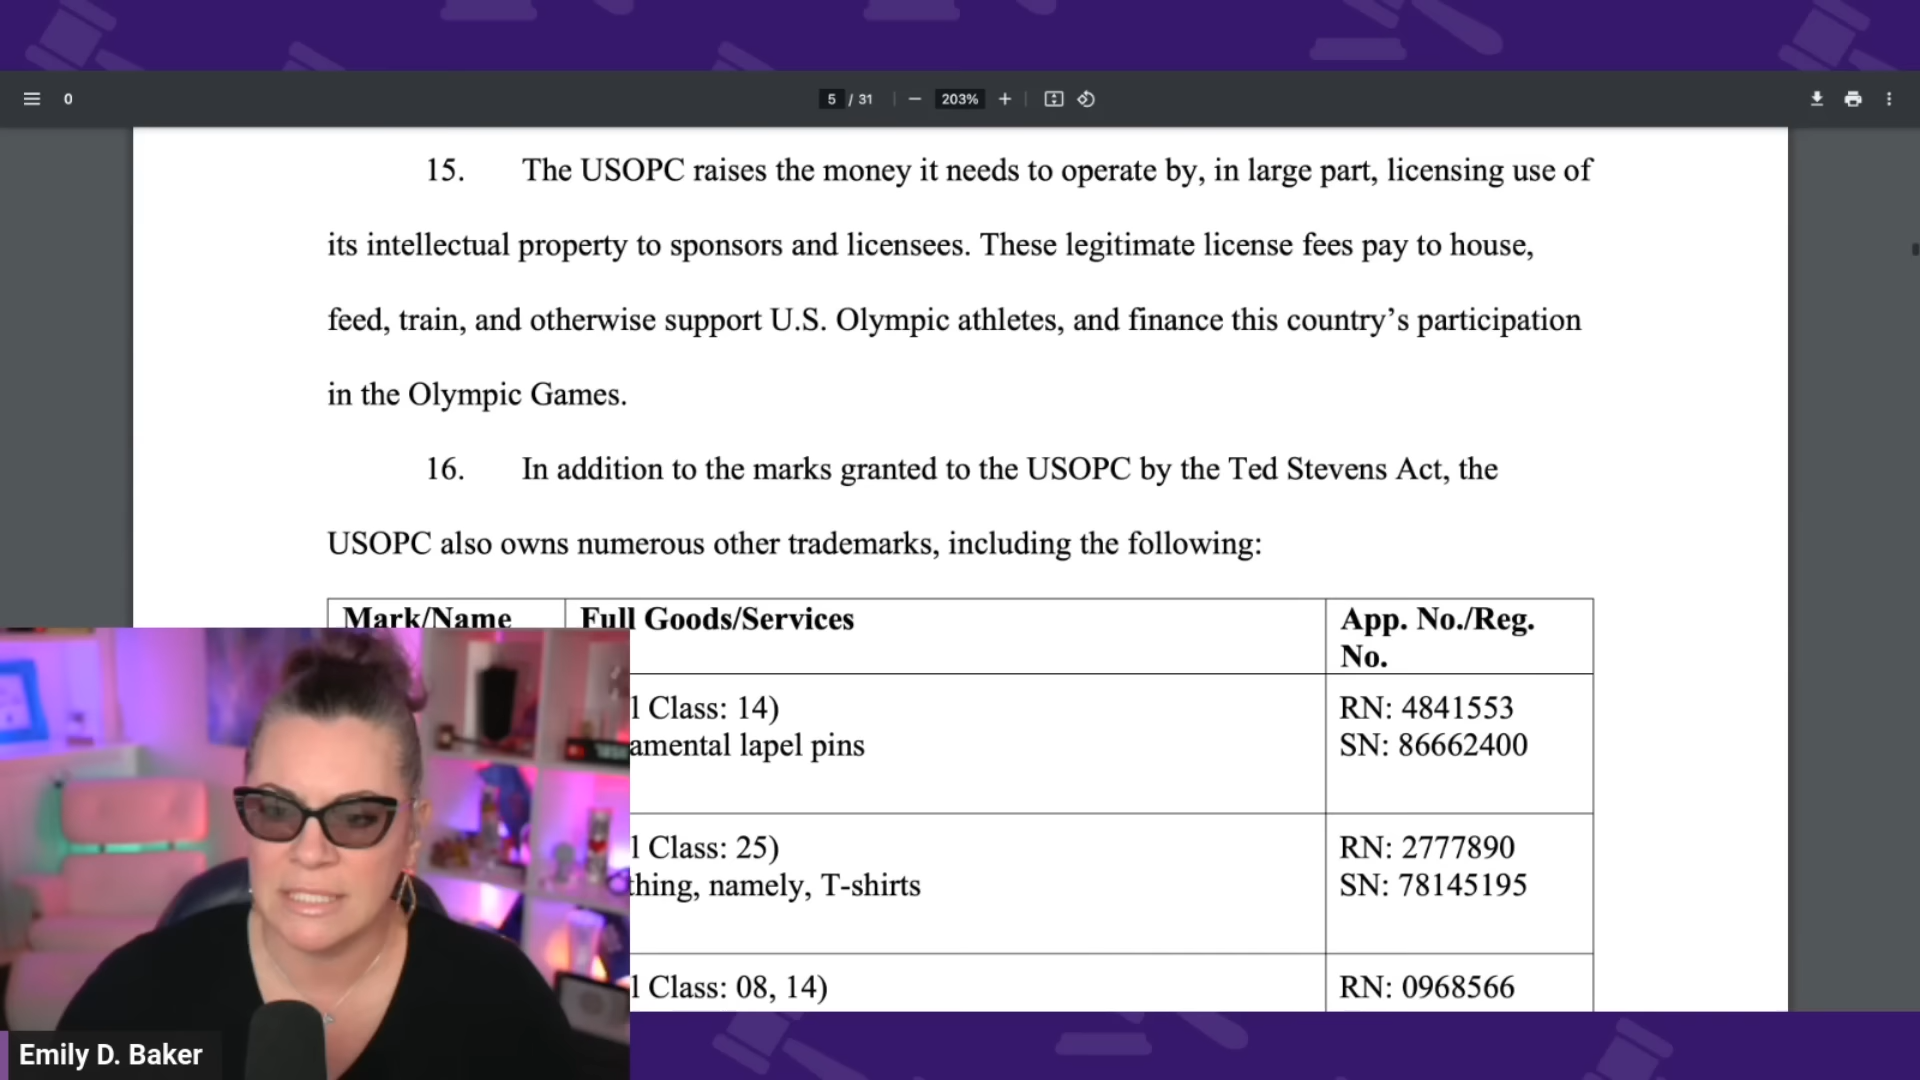 0
5 / 31
203%
15. The USOPC raises the money it needs to operate by, in large part, licensing use of
its intellectual property to sponsors and licensees. These legitimate license fees pay to house,
feed, train, and otherwise support U.S. Olympic athletes, and finance this country’s participation
in the Olympic Games.
16. In addition to the marks granted to the USOPC by the Ted Stevens Act, the
USOPC also owns numerous other trademarks, including the following:
Mark/Name Full Goods/Services App. No./Reg.
No.
l Class: 14) RN: 4841553
amental lapel pins SN: 86662400
l Class: 25) RN: 2777890
thing, namely, T-shirts SN: 78145195
l Class: 08, 14) RN: 0968566
Emily D. Baker